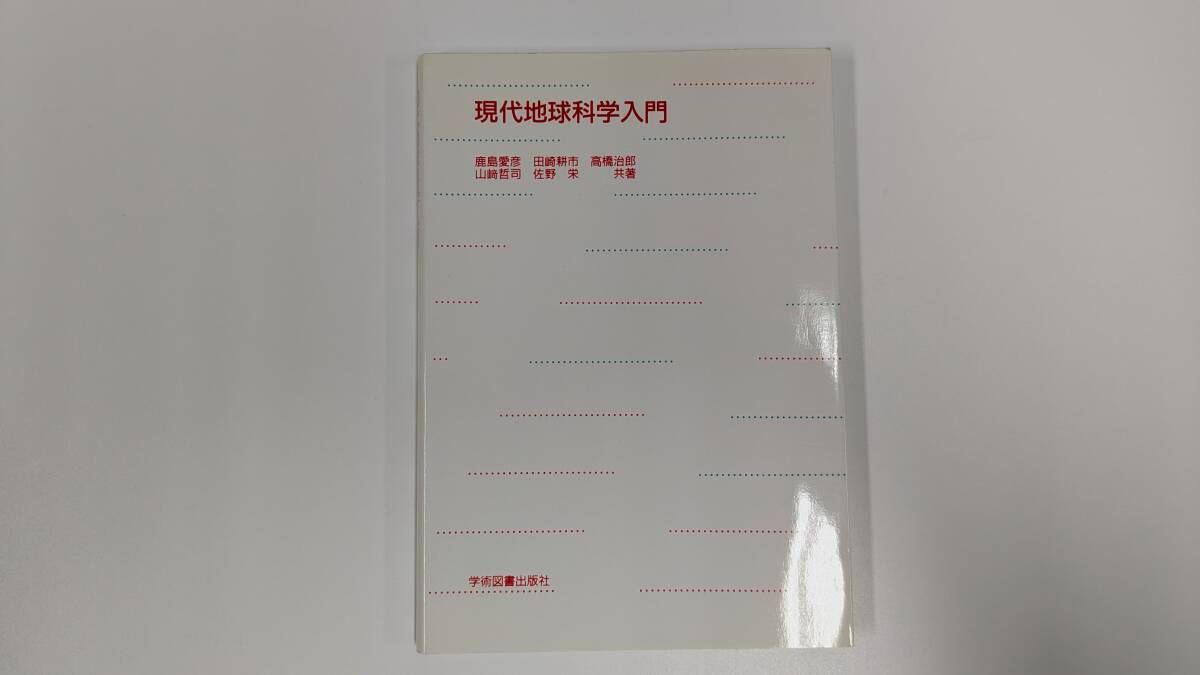 現代地球科学入門
鹿島愛彦 田崎耕市 高橋治郎
山﨑哲司 佐野 栄 共著
学術図書出版社